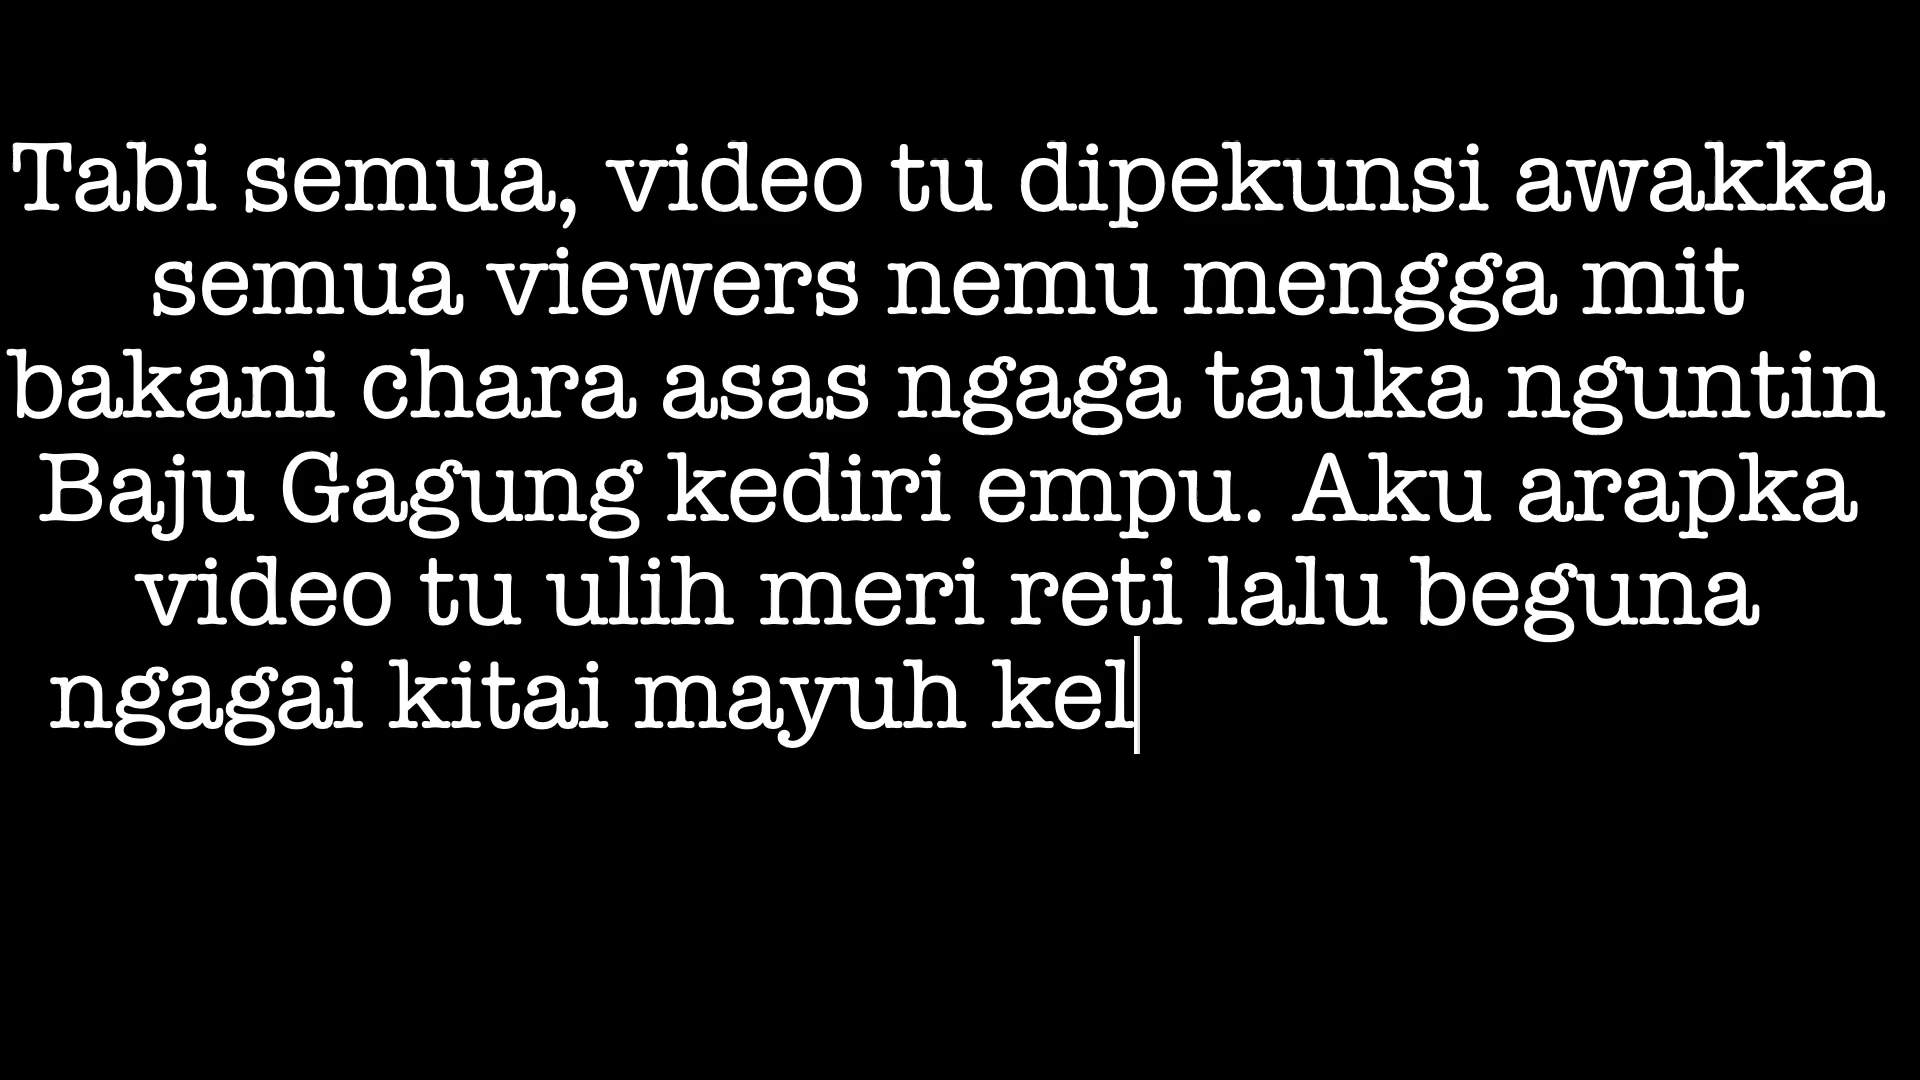 Tabi semua, video tu dipekunsi awakka
semua viewers nemu mengga mit
bakani chara asas ngaga tauka nguntin
Baju Gagung kediri empu. Aku arapka
video tu ulih meri reti lalu beguna
ngagai kitai mayuh kel